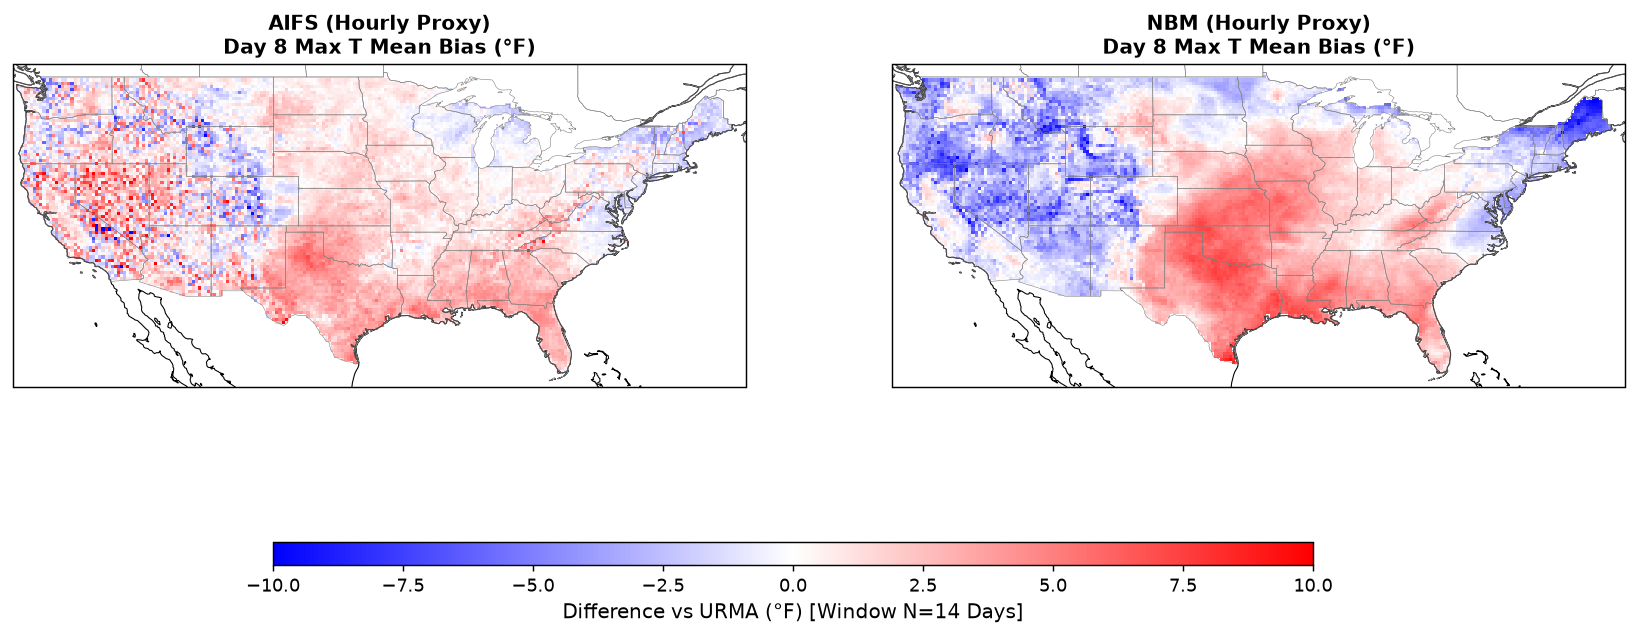 AIFS (Hourly Proxy)
Day 8 Max T Mean Bias (°F)
NBM (Hourly Proxy)
Day 8 Max T Mean Bias (°F)
−10.0 −7.5 −5.0 −2.5 0.0 2.5 5.0 7.5 10.0
Difference vs URMA (°F) [Window N=14 Days]